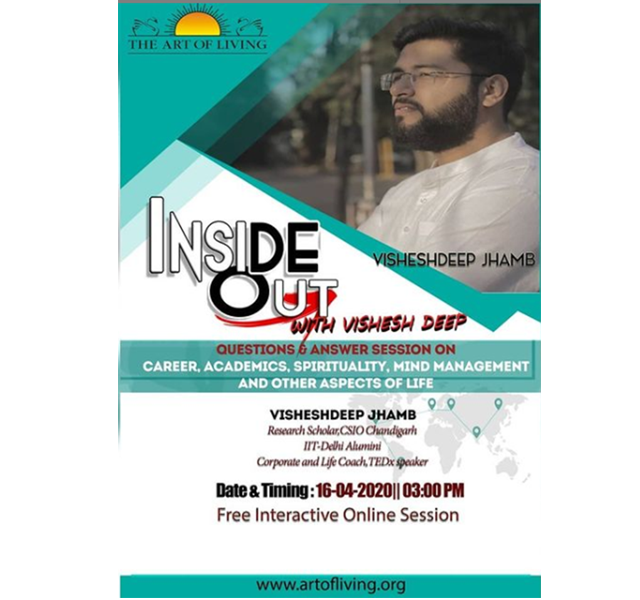 THE ART OF LIVING
VISHESHDEEP JHAMB
INSIDE
OUT
WITH VISHESH DEEP
QUESTIONS & ANSWER SESSION ON
CAREER, ACADEMICS, SPIRITUALITY, MIND MANAGEMENT
AND OTHER ASPECTS OF LIFE
VISHESHDEEP JHAMB
Research Scholar,CSIO Chandigarh
IIT-Delhi Alumini
Corporate and Life Coach,TEDx speaker
Date & Timing : 16-04-2020|| 03:00 PM
Free Interactive Online Session
www.artofliving.org